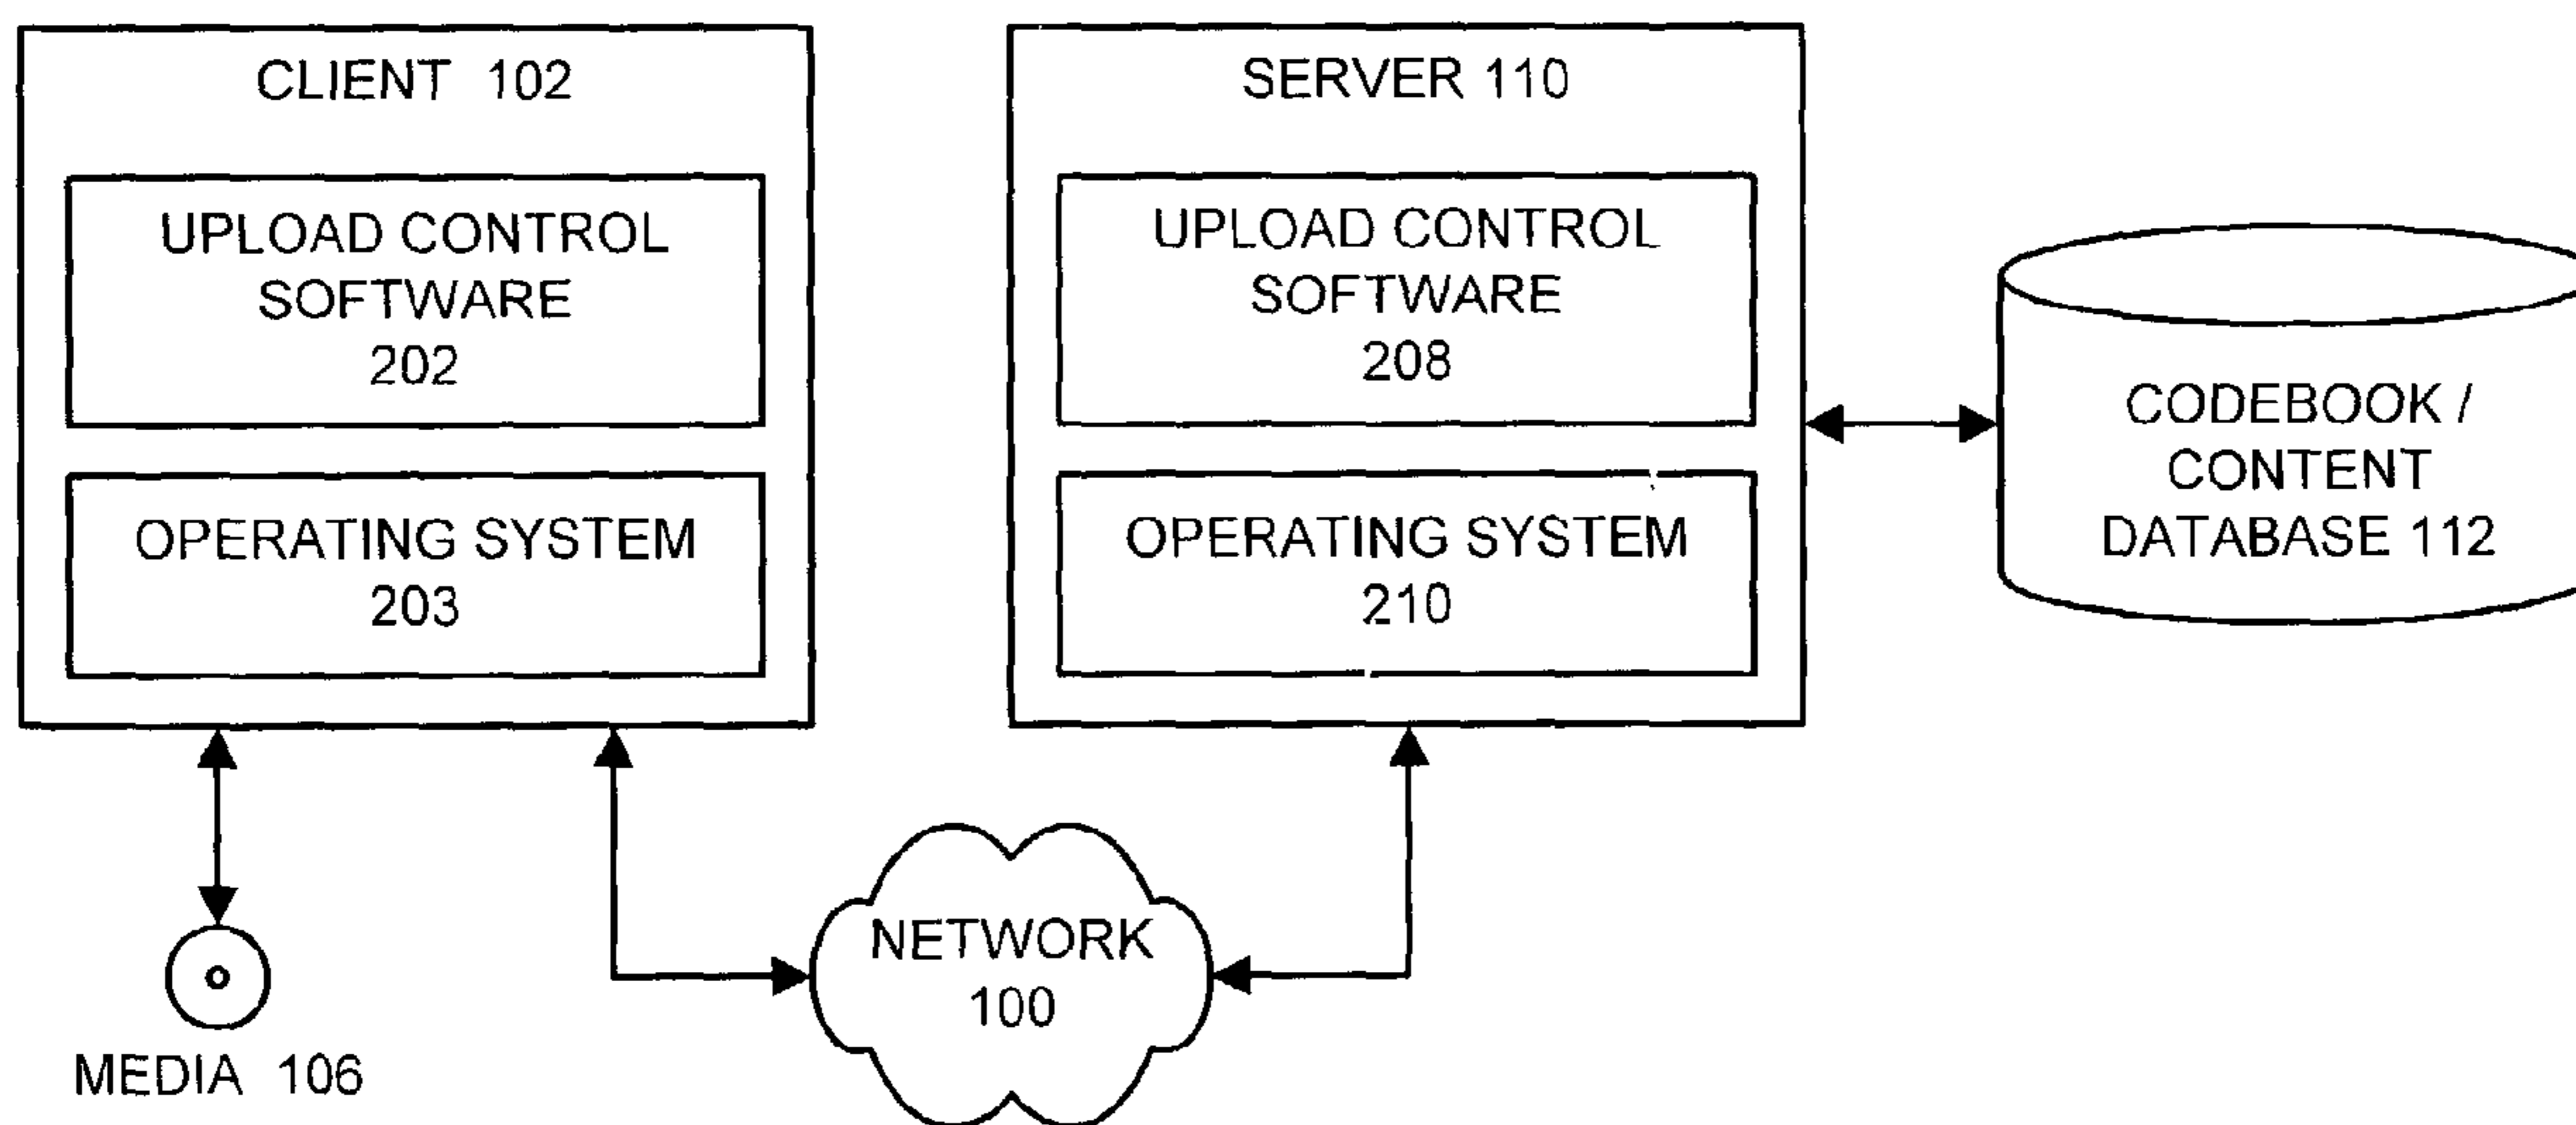 CLIENT 102
UPLOAD CONTROL
SOFTWARE
202
OPERATING SYSTEM
203
SERVER 110
UPLOAD CONTROL
SOFTWARE
208
OPERATING SYSTEM
210
CODEBOOK /
CONTENT
DATABASE 112
NETWORK
100
MEDIA 106